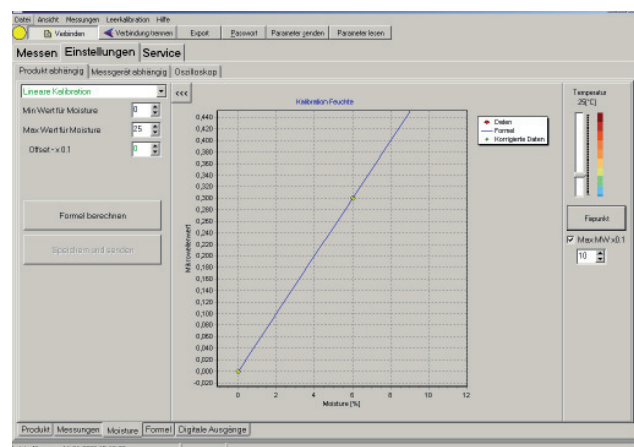 Datei Ansicht Messungen Leerkalibration Hilfe
Verbinden Verbindung trennen Export Passwort Parameter senden Parameter lesen
Messen Einstellungen Service
Produkt abhängig Messgerät abhängig Oszilloskop
Lineare Kalibration
<<<
Min Wert für Moisture 0
Max Wert für Moisture 25
Offset - x 0.1 0
Formel berechnen
Speichern und senden
Kalibration Feuchte
Mikrowellenwert
0,440
0,420
0,400
0,380
0,360
0,340
0,320
0,300
0,280
0,260
0,240
0,220
0,200
0,180
0,160
0,140
0,120
0,100
0,080
0,060
0,040
0,020
0,000
-0,020
0 2 4 6 8 10 12
Moisture [%]
Daten
Formel
Korrigierte Daten
Temperatur
25[°C]
Fixpunkt
Max MW x0.1
10
Produkt Messungen Moisture Formel Digitale Ausgänge